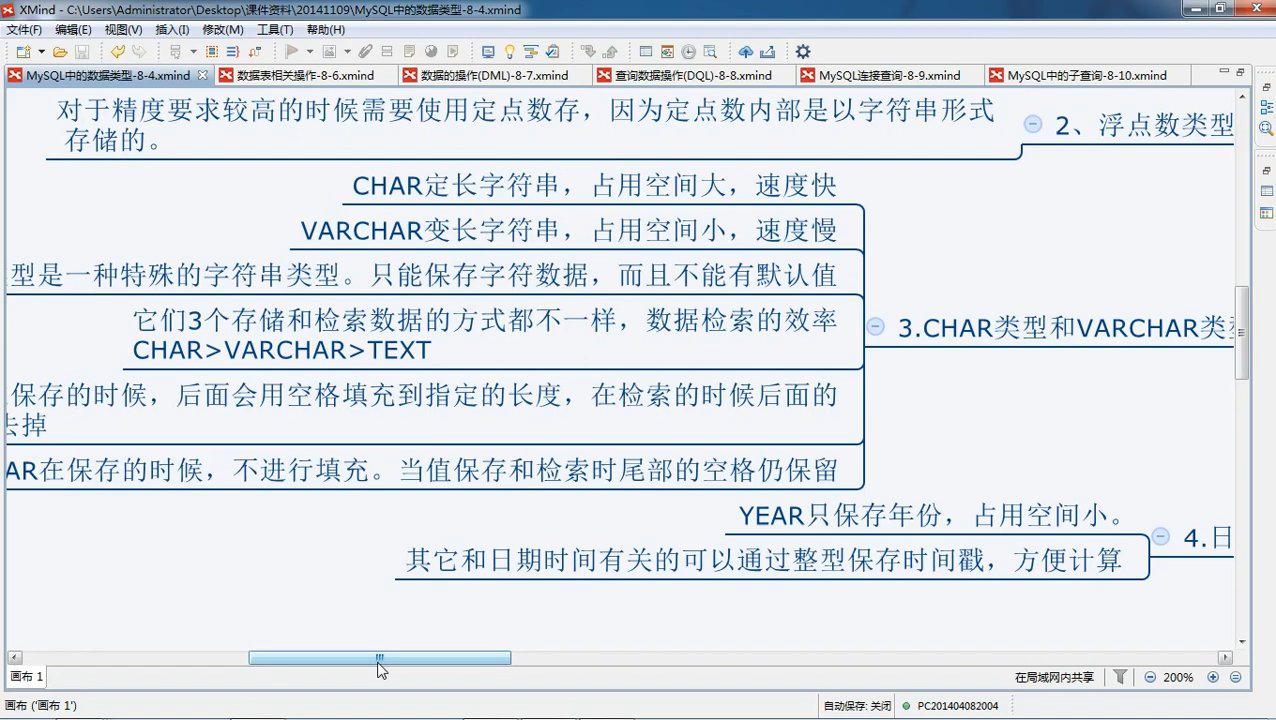 XMind - C:\Users\Administrator\Desktop\课件资料\20141109\MySQL中的数据类型-8-4.xmind
文件(F) 编辑(E) 视图(V) 插入(I) 修改(M) 工具(T) 帮助(H)
MySQL中的数据类型-8-4.xmind 数据表相关操作-8-6.xmind 数据的操作(DML)-8-7.xmind 查询数据操作(DQL)-8-8.xmind MySQL连接查询-8-9.xmind MySQL中的子查询-8-10.xmind
对于精度要求较高的时候需要使用定点数存，因为定点数内部是以字符串形式
存储的。
2、浮点数类型
CHAR定长字符串，占用空间大，速度快
VARCHAR变长字符串，占用空间小，速度慢
型是一种特殊的字符串类型。只能保存字符数据，而且不能有默认值
它们3个存储和检索数据的方式都不一样，数据检索的效率
CHAR>VARCHAR>TEXT
3.CHAR类型和VARCHAR类型
保存的时候，后面会用空格填充到指定的长度，在检索的时候后面的
去掉
AR在保存的时候，不进行填充。当值保存和检索时尾部的空格仍保留
YEAR只保存年份，占用空间小。
4.日
其它和日期时间有关的可以通过整型保存时间戳，方便计算
画布 1
在局域网内共享 200%
画布 ('画布 1') 自动保存: 关闭 PC201404082004